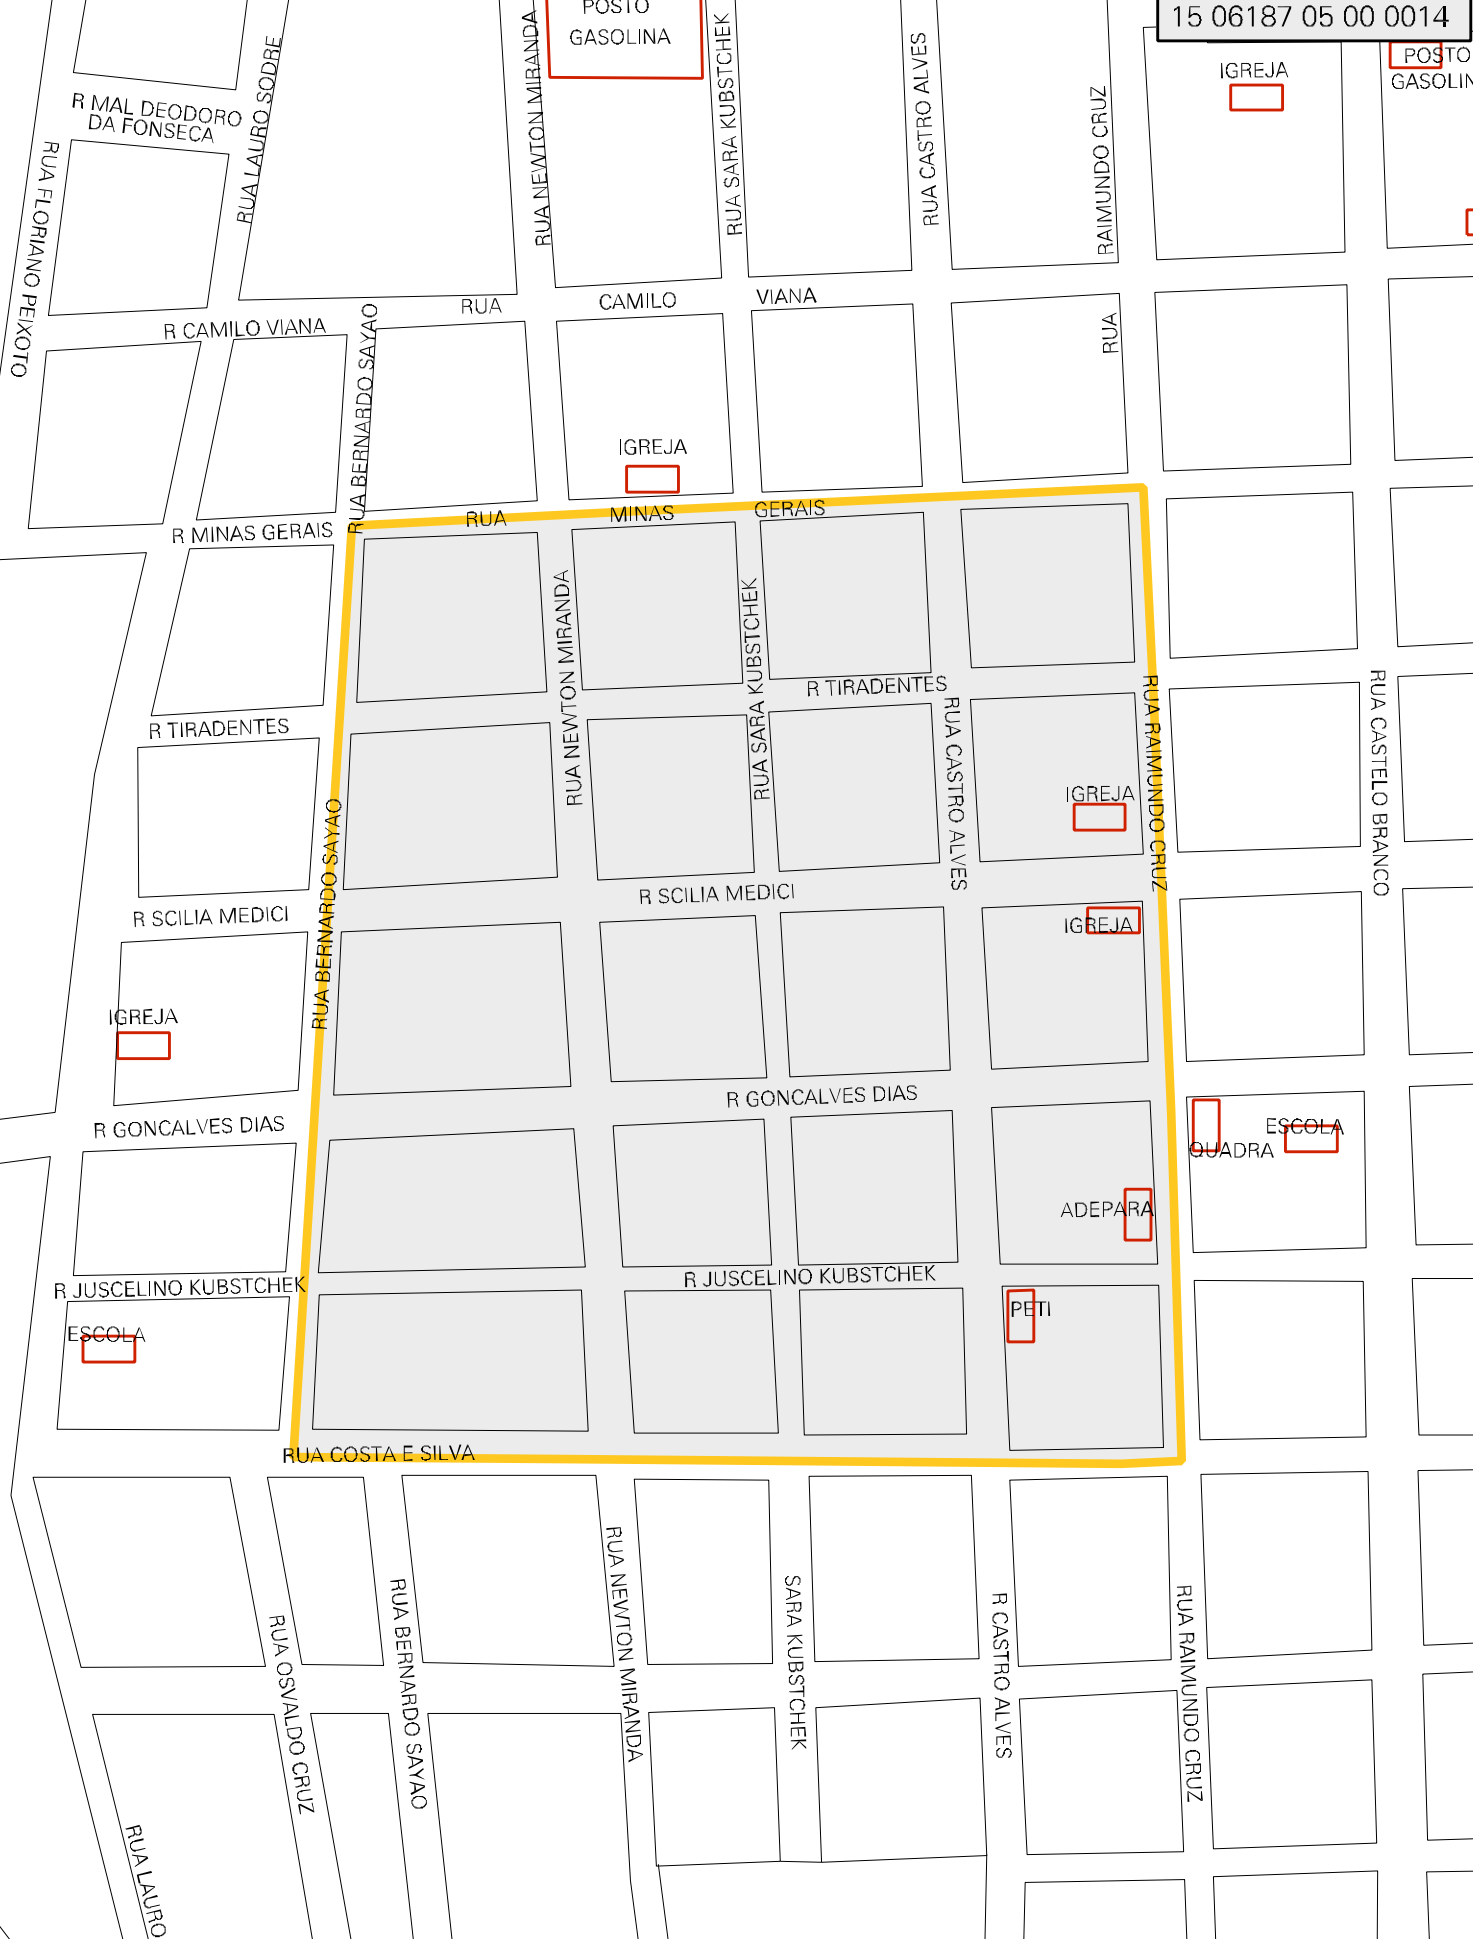 POSTO
GASOLINA
15 06187 05 00 0014
POSTO
IGREJA
R MAL DEODORO
DA FONSECA
RUA LAURO SODRE
RUA NEWTON MIRANDA
RUA SARA KUBSTCHEK
RUA CASTRO ALVES
RAIMUNDO CRUZ
RUA
RUA FLORIANO PEIXOTO
R CAMILO VIANA
RUA
CAMILO
VIANA
RUA BERNARDO SAYAO
IGREJA
R MINAS GERAIS
RUA
MINAS
GERAIS
RUA NEWTON MIRANDA
RUA SARA KUBSTCHEK
R TIRADENTES
R TIRADENTES
RUA CASTRO ALVES
RUA RAIMUNDO CRUZ
RUA CASTELO BRANCO
IGREJA
RUA BERNARDO SAYAO
R SCILIA MEDICI
R SCILIA MEDICI
IGREJA
IGREJA
R GONCALVES DIAS
R GONCALVES DIAS
ESCOLA
QUADRA
ADEPARA
R JUSCELINO KUBSTCHEK
R JUSCELINO KUBSTCHEK
PETI
ESCOLA
RUA COSTA E SILVA
RUA OSVALDO CRUZ
RUA BERNARDO SAYAO
RUA NEWTON MIRANDA
SARA KUBSTCHEK
R CASTRO ALVES
RUA RAIMUNDO CRUZ
RUA LAURO